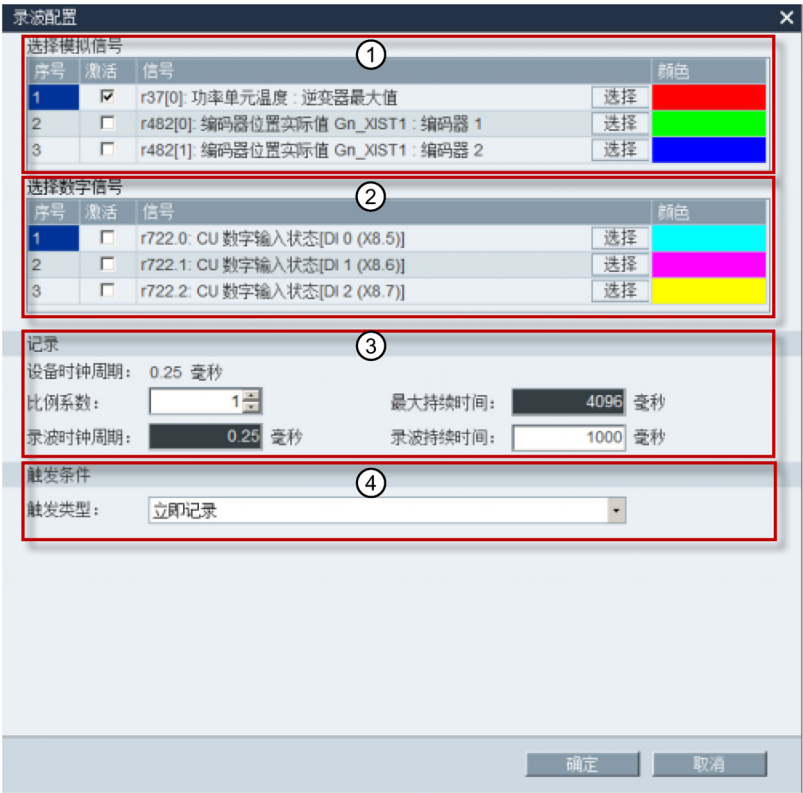 录波配置
选择模拟信号 ①
序号 激活 信号 颜色
1 r37[0]: 功率单元温度 : 逆变器最大值 选择
2 r482[0]: 编码器位置实际值 Gn_XIST1 : 编码器 1 选择
3 r482[1]: 编码器位置实际值 Gn_XIST1 : 编码器 2 选择
选择数字信号 ②
序号 激活 信号 颜色
1 r722.0: CU 数字输入状态[DI 0 (X8.5)] 选择
2 r722.1: CU 数字输入状态[DI 1 (X8.6)] 选择
3 r722.2: CU 数字输入状态[DI 2 (X8.7)] 选择
记录 ③
设备时钟周期： 0.25 毫秒
比例系数： 1 最大持续时间： 4096 毫秒
录波时钟周期： 0.25 毫秒 录波持续时间： 1000 毫秒
触发条件 ④
触发类型： 立即记录
确定 取消